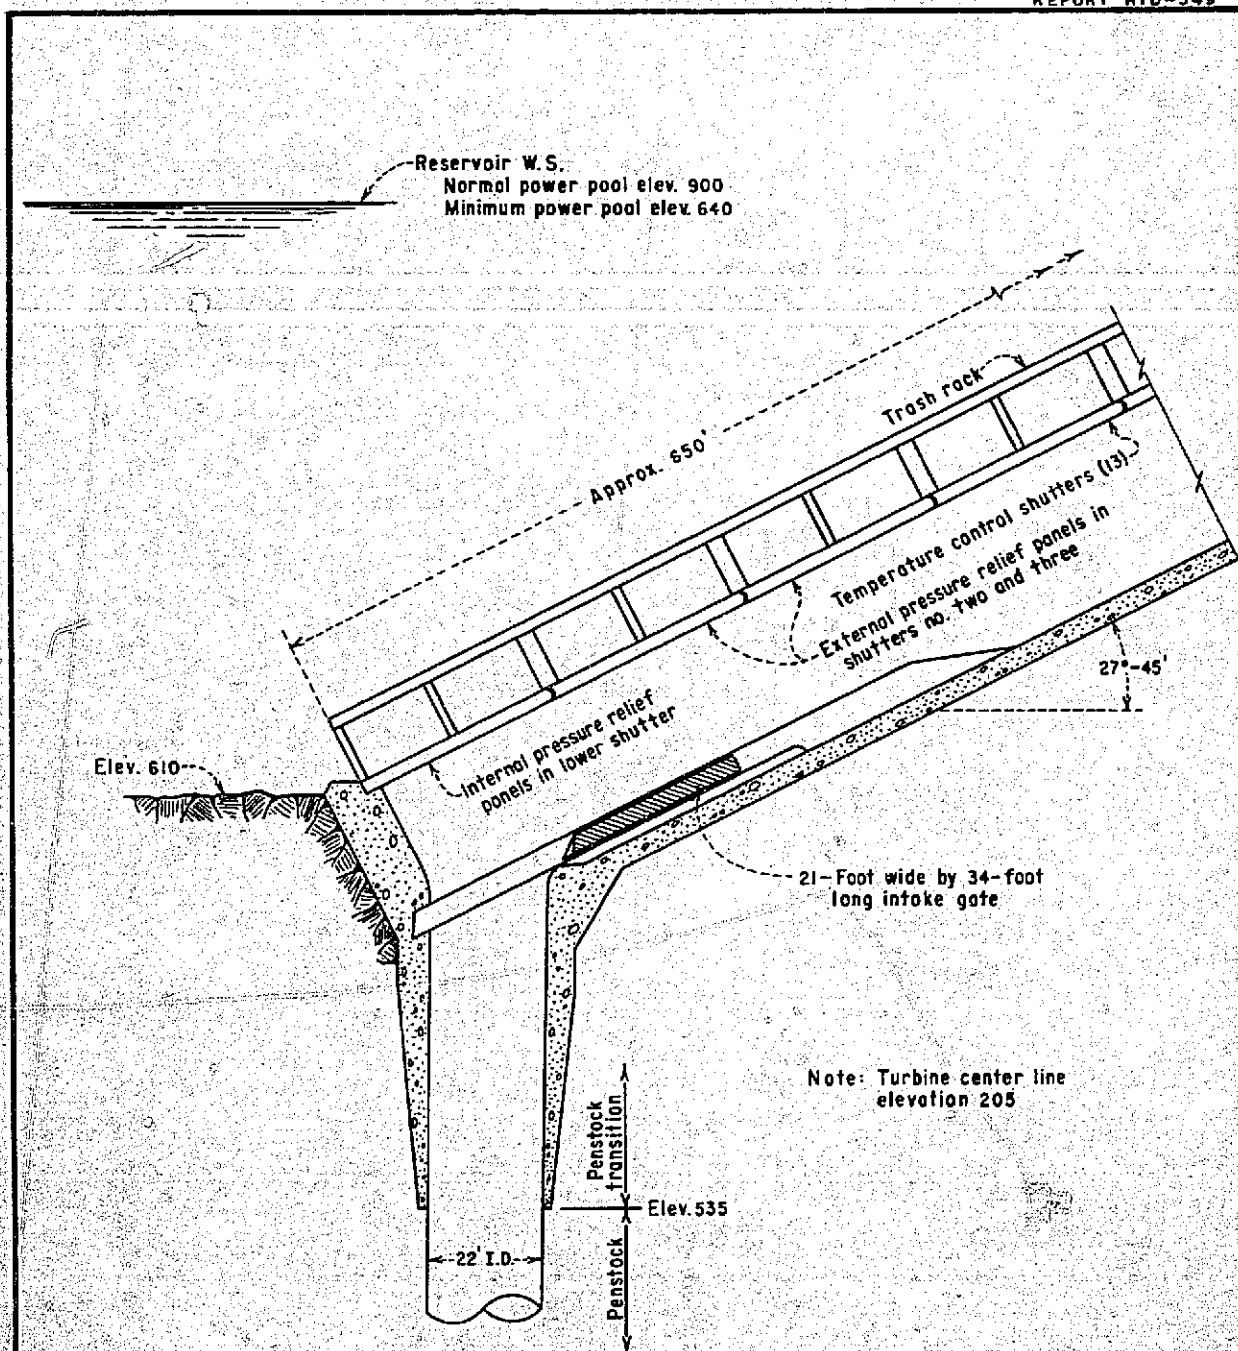 Reservoir W.S.
Normal power pool elev. 900
Minimum power pool elev. 640
Approx. 650'
Trash rack
Temperature control shutters (13)
External pressure relief panels in
shutters no. two and three
27°-45'
Internal pressure relief
panels in lower shutter
Elev. 610
21-Foot wide by 34-foot
long intake gate
Note: Turbine center line
elevation 205
Penstock
transition
Elev. 535
22' I.D.
Penstock